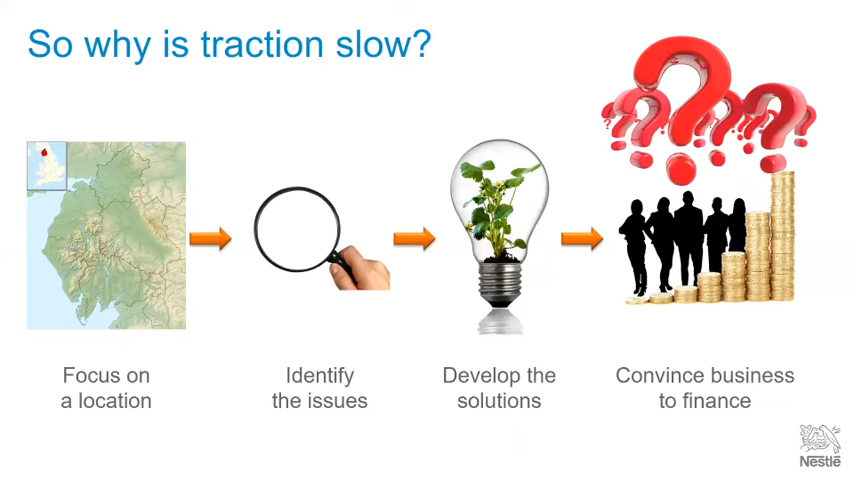 So why is traction slow?
Focus on
a location
Identify
the issues
Develop the
solutions
Convince business
to finance
Nestlé